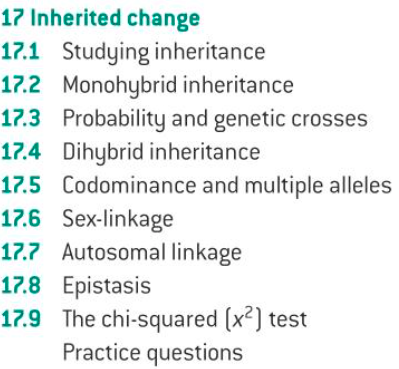 17 Inherited change
17.1 Studying inheritance
17.2 Monohybrid inheritance
17.3 Probability and genetic crosses
17.4 Dihybrid inheritance
17.5 Codominance and multiple alleles
17.6 Sex-linkage
17.7 Autosomal linkage
17.8 Epistasis
17.9 The chi-squared (x²) test
Practice questions